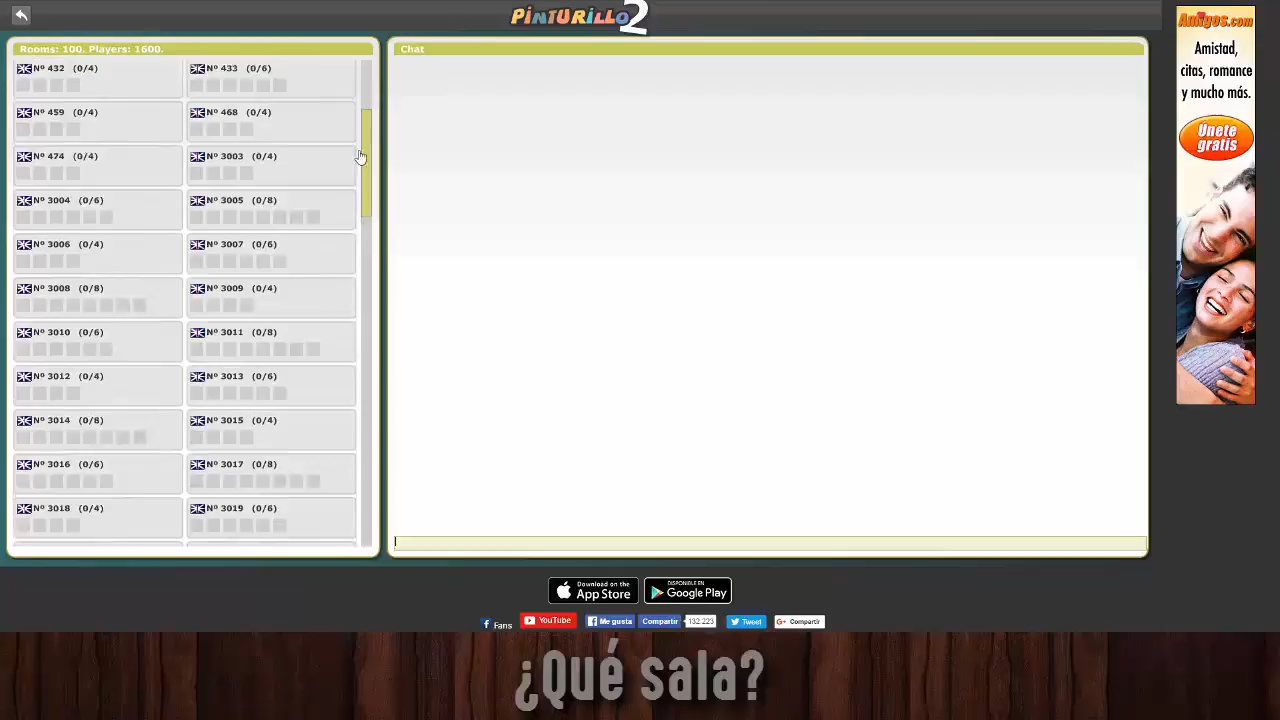 PiNTURiLLO 2
Rooms: 100. Players: 1600.
Nº 432 (0/4)
Nº 433 (0/6)
Nº 459 (0/4)
Nº 468 (0/4)
Nº 474 (0/4)
Nº 3003 (0/4)
Nº 3004 (0/6)
Nº 3005 (0/8)
Nº 3006 (0/4)
Nº 3007 (0/6)
Nº 3008 (0/8)
Nº 3009 (0/4)
Nº 3010 (0/6)
Nº 3011 (0/8)
Nº 3012 (0/4)
Nº 3013 (0/6)
Nº 3014 (0/8)
Nº 3015 (0/4)
Nº 3016 (0/6)
Nº 3017 (0/8)
Nº 3018 (0/4)
Nº 3019 (0/6)
Chat
Amigos.com
Amistad,
citas, romance
y mucho más.
Únete
gratis
Download on the
App Store
DISPONIBLE EN
Google Play
Fans
YouTube
Me gusta
Compartir
132.223
Tweet
G+ Compartir
¿Qué sala?